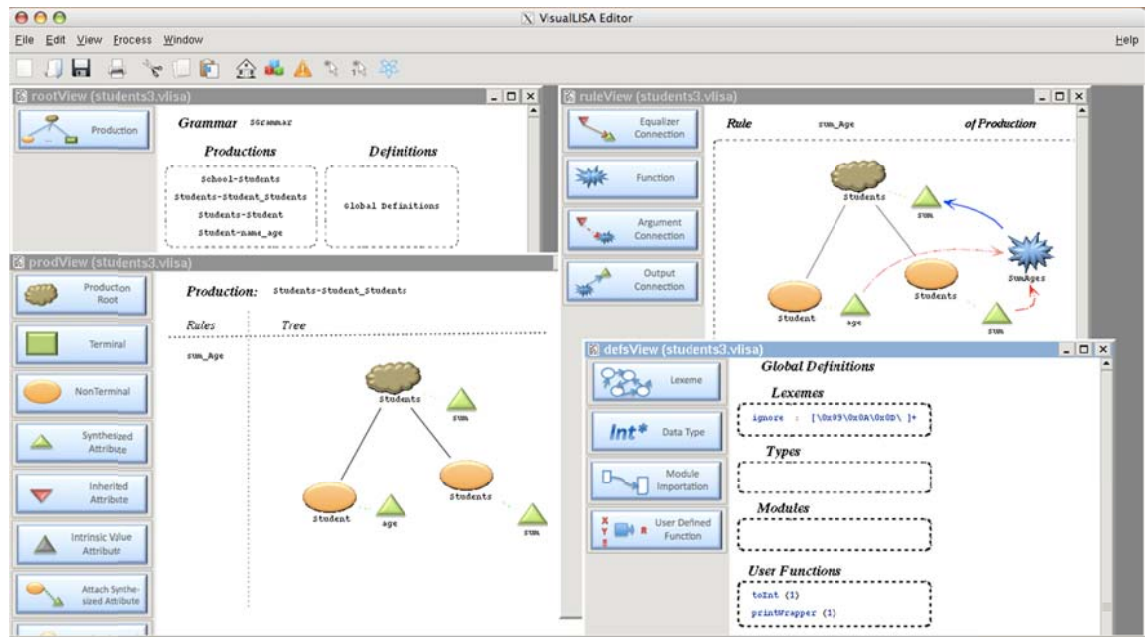 VisualLISA Editor
File Edit View Process Window Help
rootView (students3.vlisa)
Production
Grammar SGrammar
Productions Definitions
School-Students
Students-Student_Students
Students-Student
Student-name_age
Global Definitions
prodView (students3.vlisa)
Production
Root
Terminal
NonTerminal
Synthesized
Attribute
Inherited
Attribute
Intrinsic Value
Attribute
Attach Synthe-
sized Attribute
Production: Students-Student_Students
Rules Tree
sum_Age
Students
sum
Student
age
Students
sum
ruleView (students3.vlisa)
Equalizer
Connection
Function
Argument
Connection
Output
Connection
Rule sum_Age of Production
Students
sum
SumAges
Student
age
Students
sum
defsView (students3.vlisa)
Lexeme
Int* Data Type
Module
Importation
X
Y
R
User Defined
Function
Global Definitions
Lexemes
ignore : [\0x09\0x0A\0x0D\ ]+
Types
Modules
User Functions
toInt (1)
printWrapper (1)